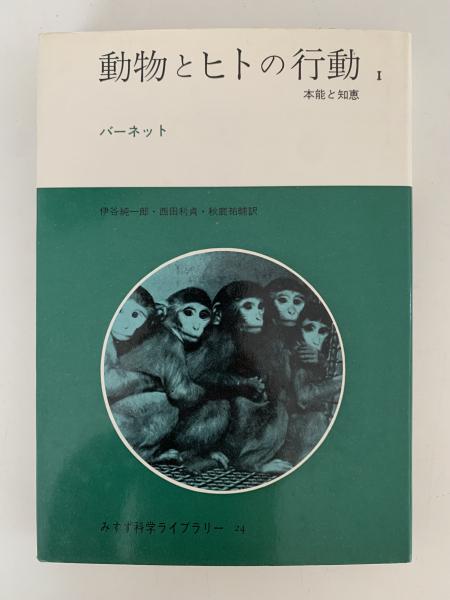 動物とヒトの行動 I
本能と知恵
バーネット
伊谷純一郎・西田利貞・秋庭祐輔訳
みすず科学ライブラリー 24